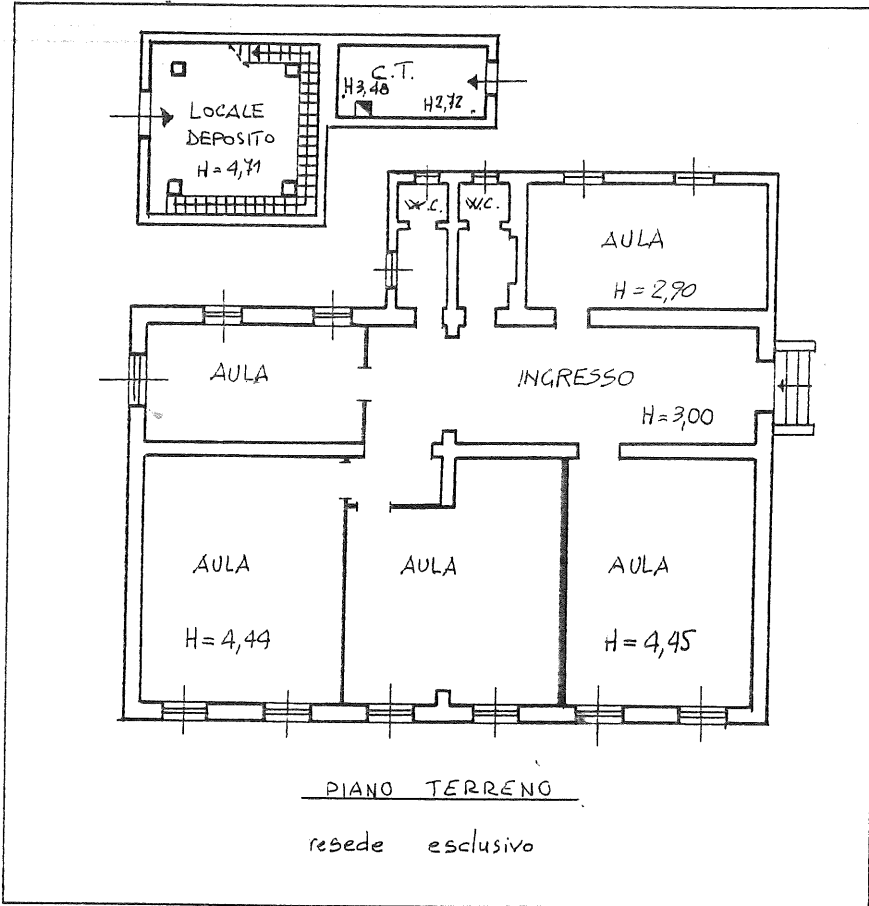 C.T.
H3,48
H2,72
LOCALE
DEPOSITO
H=4,71
W.C.
W.C.
AULA
H=2,90
AULA
INGRESSO
H=3,00
AULA
AULA
AULA
H=4,44
H=4,45
PIANO TERRENO
resede esclusivo